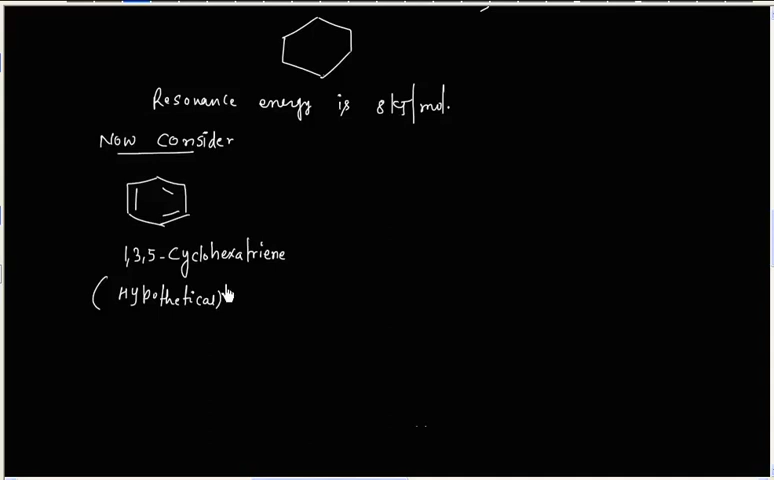 Resonance energy is 8 kJ/mol.
Now Consider
1,3,5-Cyclohexatriene
(Hypothetical)